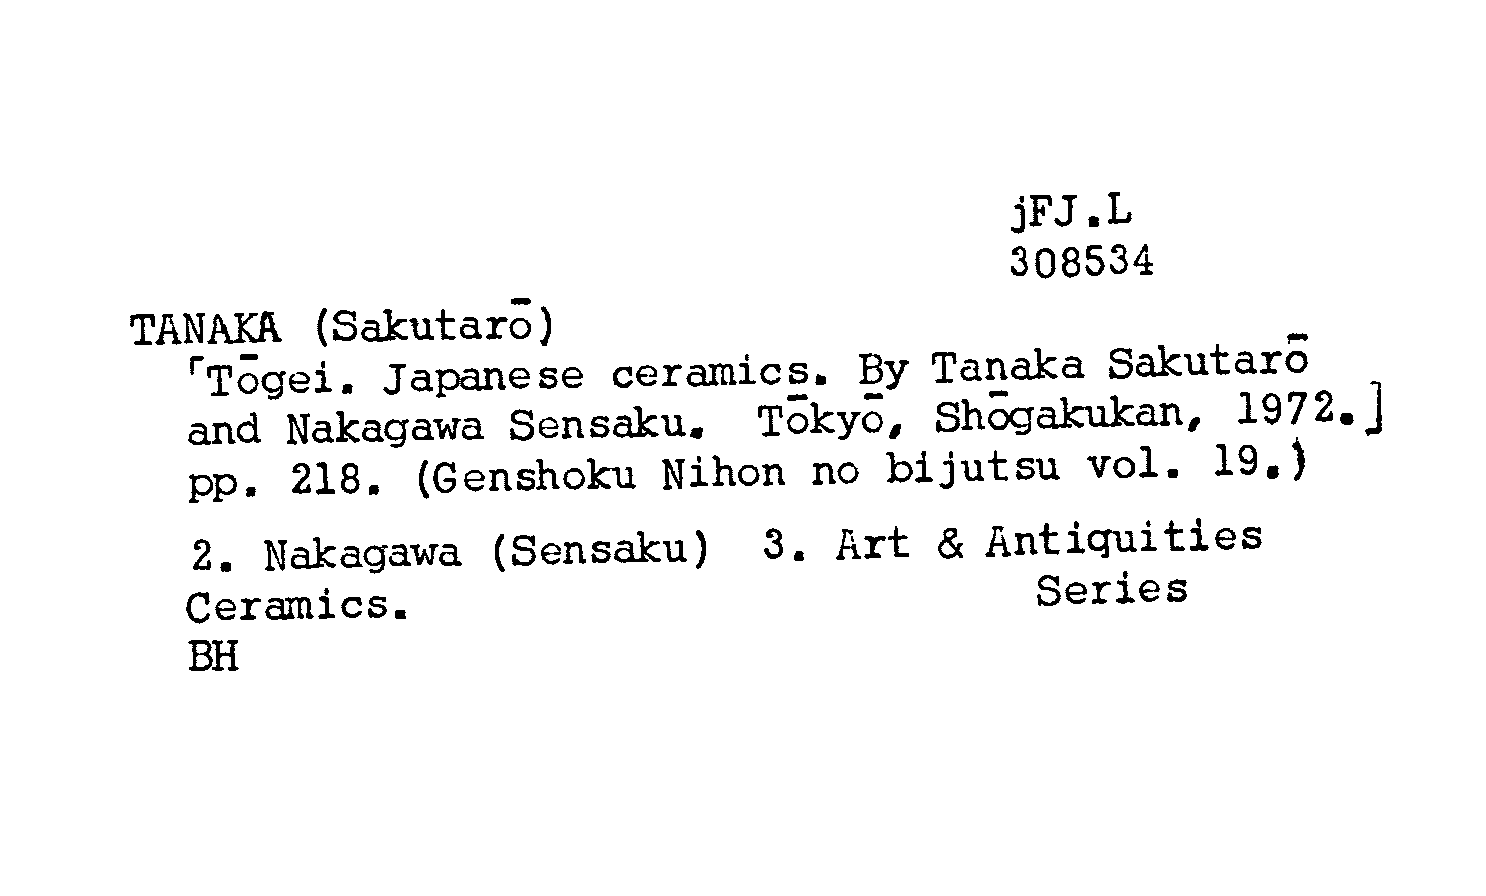 jFJ.L
308534
TANAKA (Sakutarō)
「Tōgei. Japanese ceramics. By Tanaka Sakutarō
and Nakagawa Sensaku. Tōkyō, Shōgakukan, 1972.]
pp. 218. (Genshoku Nihon no bijutsu vol. 19.)
2. Nakagawa (Sensaku) 3. Art & Antiquities
Ceramics. Series
BH